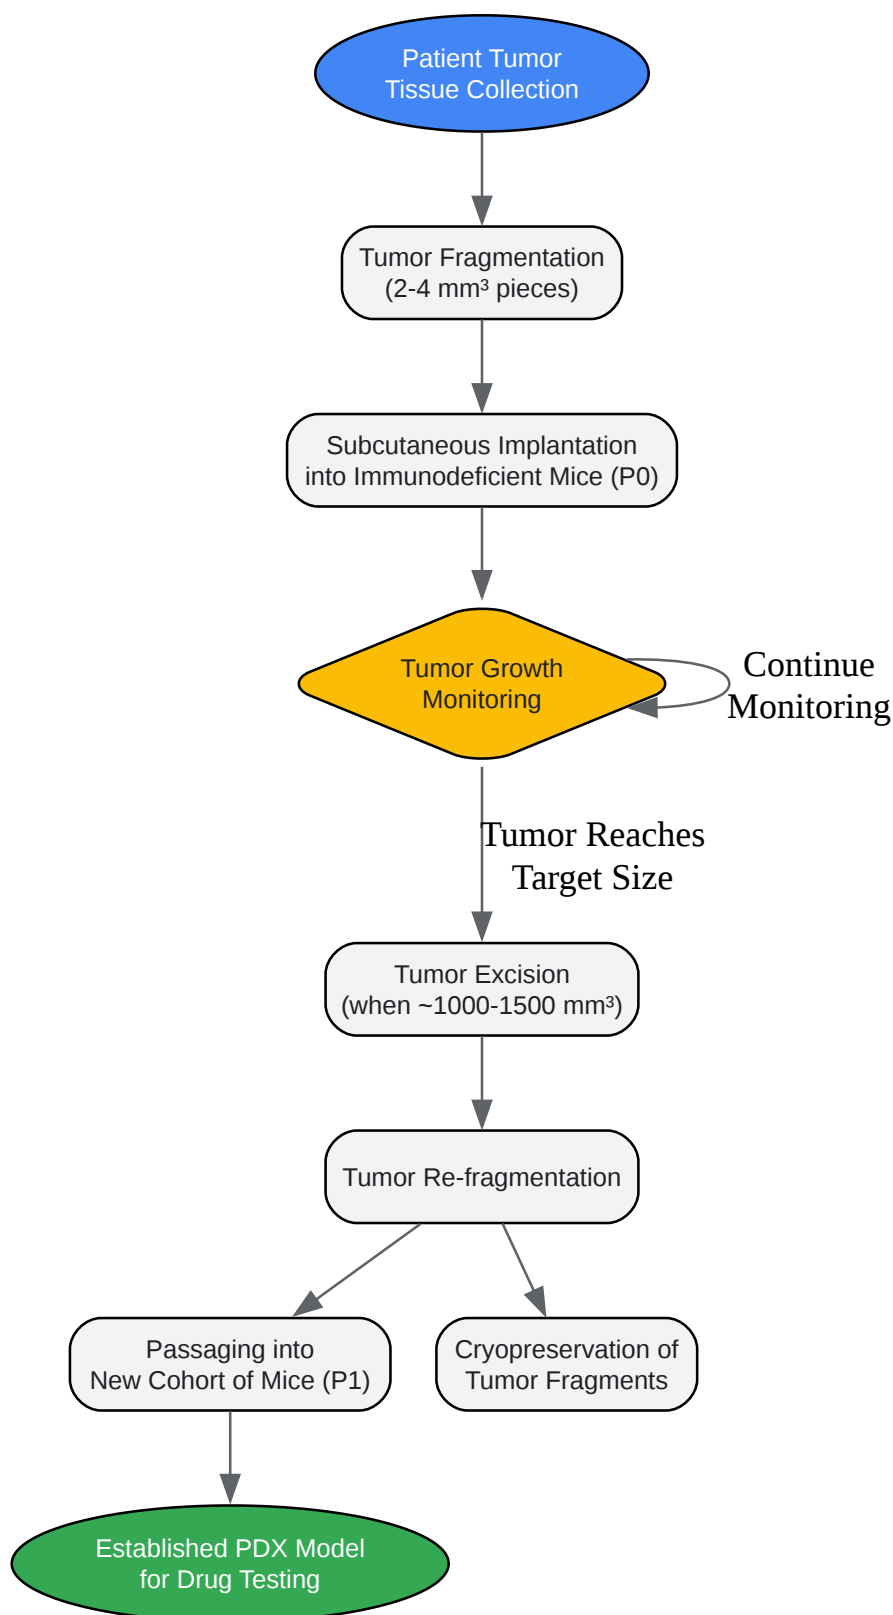 Patient Tumor
Tissue Collection
Tumor Fragmentation
(2-4 mm³ pieces)
Subcutaneous Implantation
into Immunodeficient Mice (P0)
Tumor Growth
Monitoring
Continue
Monitoring
Tumor Reaches
Target Size
Tumor Excision
(when ~1000-1500 mm³)
Tumor Re-fragmentation
Passaging into
New Cohort of Mice (P1)
Cryopreservation of
Tumor Fragments
Established PDX Model
for Drug Testing